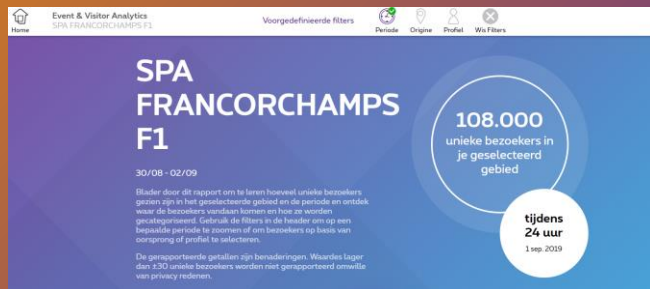 Event & Visitor Analytics
SPA FRANCORCHAMPS F1
Voorgedefinieerde filters
Home
Periode
Origine
Profiel
Wis Filters
SPA
FRANCORCHAMPS
F1
30/08 - 02/09
Blader door dit rapport om te leren hoeveel unieke bezoekers
gezien zijn in het geselecteerde gebied en de periode en ontdek
waar de bezoekers vandaan komen en hoe ze worden
gecategoriseerd. Gebruik de filters in de header om op een
bepaalde periode te zoomen of om bezoekers op basis van
oorsprong of profiel te selecteren.
De gerapporteerde getallen zijn benaderingen. Waardes lager
dan ±30 unieke bezoekers worden niet gerapporteerd omwille
van privacy redenen.
108.000
unieke bezoekers in
je geselecteerd
gebied
tijdens
24 uur
1 sep. 2019